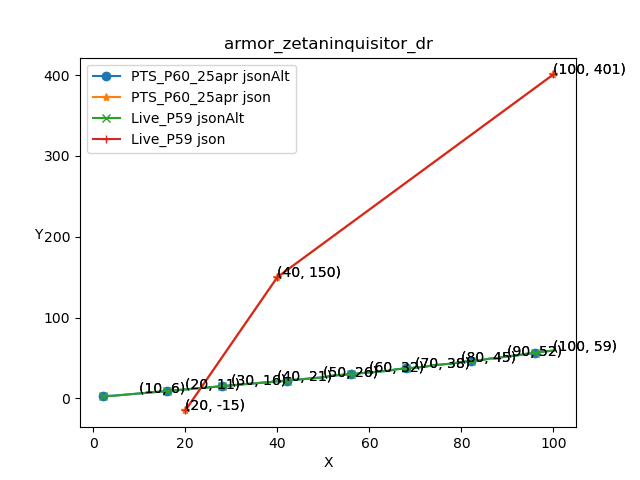 armor_zetaninquisitor_dr
PTS_P60_25apr jsonAlt
PTS_P60_25apr json
Live_P59 jsonAlt
Live_P59 json
400
300
Y 200
100
0
(100, 401)
(40, 150)
(10, 6)
(20, 11)
(30, 16)
(40, 21)
(50, 26)
(60, 32)
(70, 38)
(80, 45)
(90, 52)
(100, 59)
(20, -15)
0 20 40 60 80 100
X